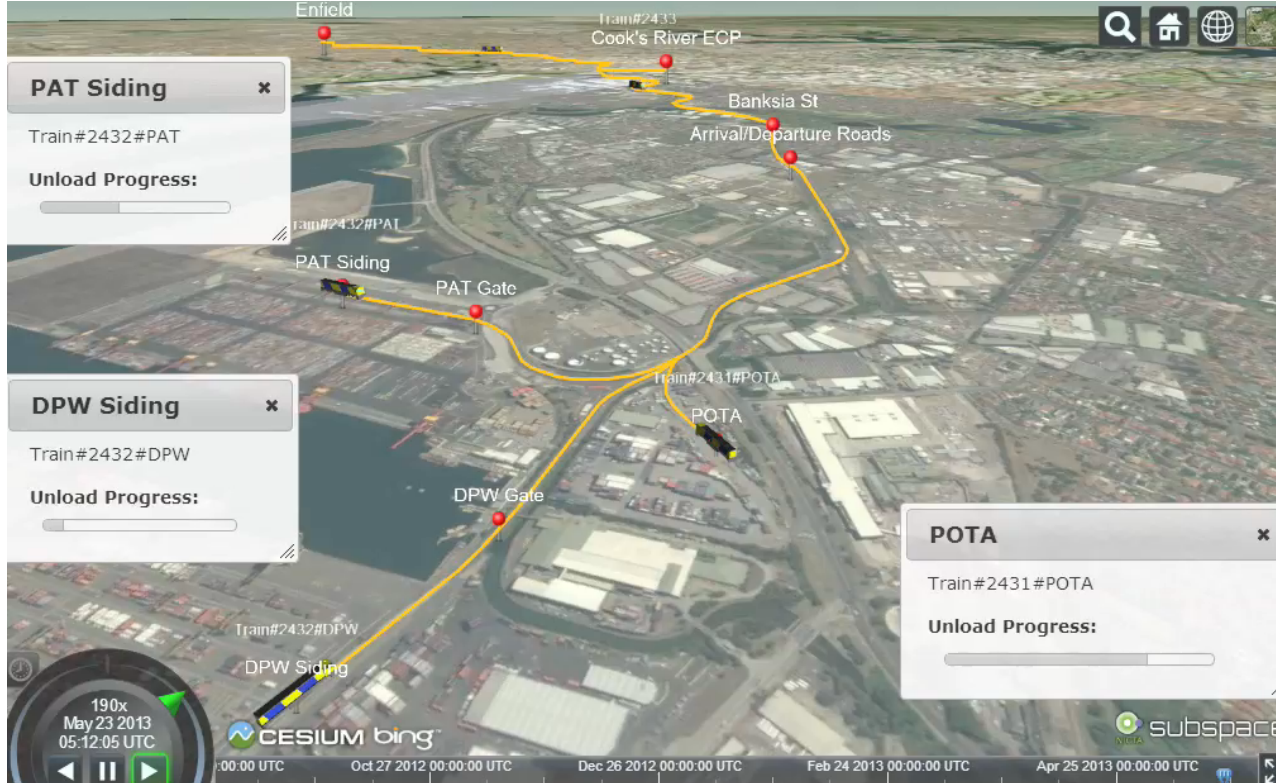 Enfield
Train#2433
Cook's River ECP
PAT Siding
Train#2432#PAT
Unload Progress:
Banksia St
Arrival/Departure Roads
rain#2432#PAT
PAT Siding
PAT Gate
Train#2431#POTA
POTA
DPW Siding
Train#2432#DPW
Unload Progress:
DPW Gate
POTA
Train#2431#POTA
Unload Progress:
Train#2432#DPW
DPW Siding
190x
May 23 2013
05:12:05 UTC
CESIUM bing
NICTA subspace
:00:00 UTC
Oct 27 2012 00:00:00 UTC
Dec 26 2012 00:00:00 UTC
Feb 24 2013 00:00:00 UTC
Apr 25 2013 00:00:00 UTC